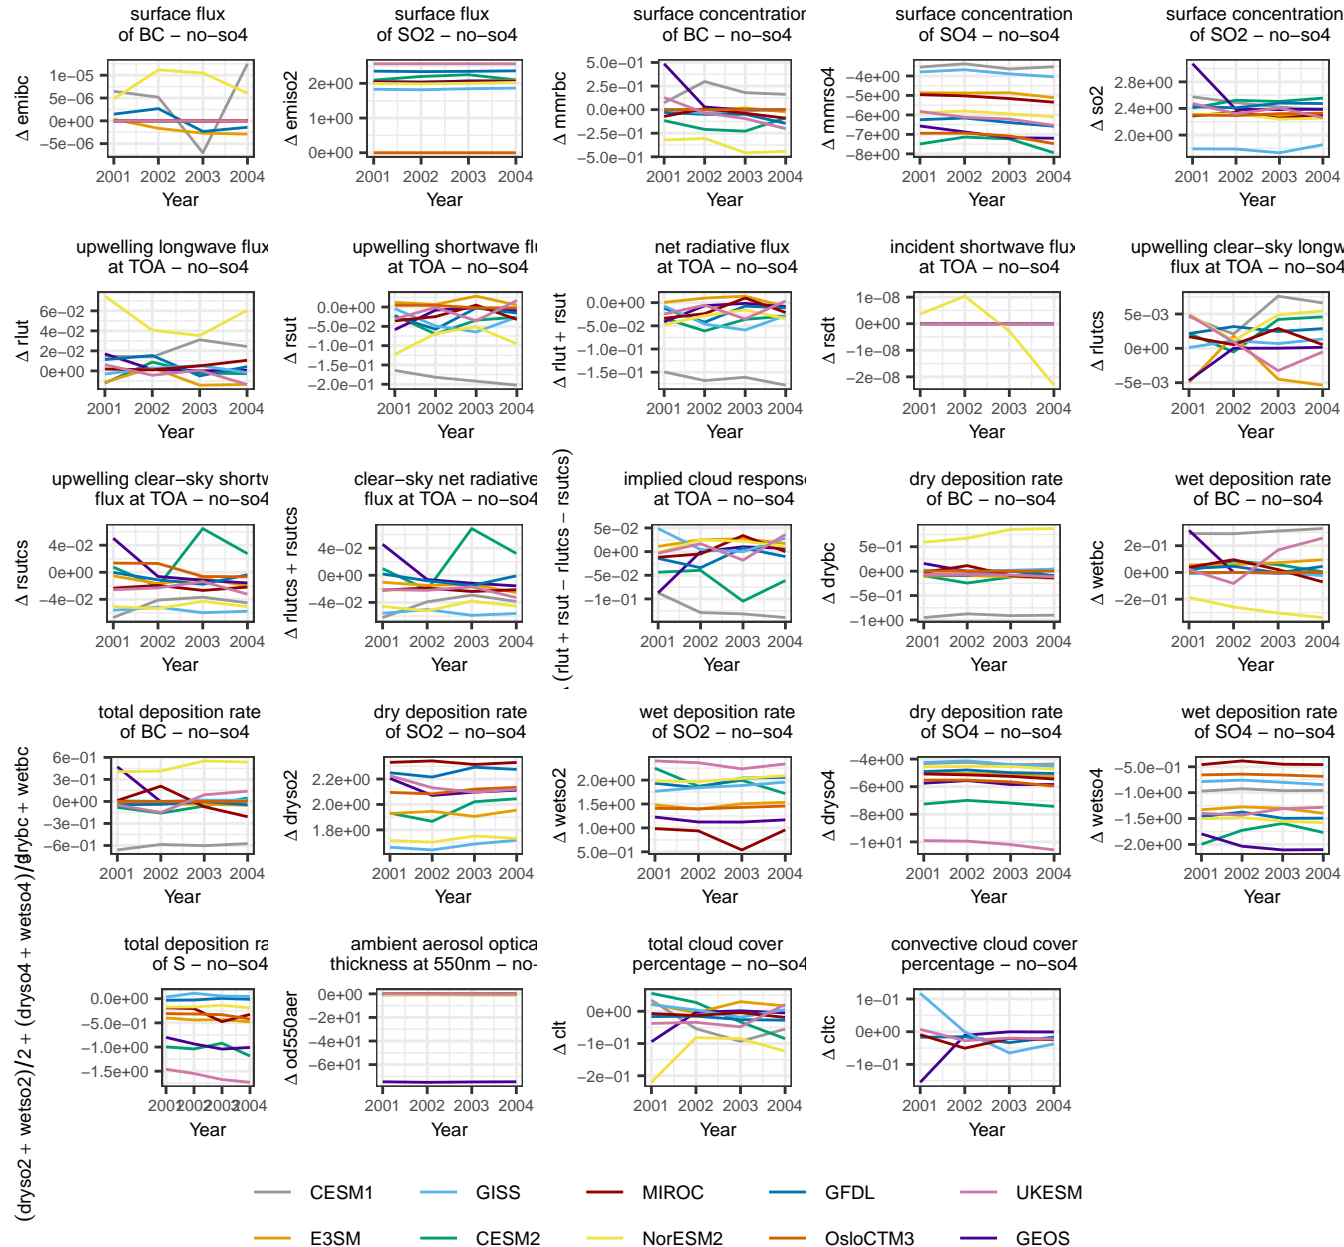 surface flux
of BC − no−so4
surface flux
of SO2 − no−so4
surface concentration
of BC − no−so4
surface concentration
of SO4 − no−so4
surface concentration
of SO2 − no−so4
Δ emibc
1e−05
5e−06
0e+00
−5e−06
2001 2002 2003 2004
Year
Δ emiso2
2e+00
1e+00
0e+00
2001 2002 2003 2004
Year
Δ mmrbc
5.0e−01
2.5e−01
0.0e+00
−2.5e−01
−5.0e−01
2001 2002 2003 2004
Year
Δ mmrso4
−4e+00
−5e+00
−6e+00
−7e+00
−8e+00
2001 2002 2003 2004
Year
Δ so2
2.8e+00
2.4e+00
2.0e+00
2001 2002 2003 2004
Year
upwelling longwave flux
at TOA − no−so4
upwelling shortwave flu
at TOA − no−so4
net radiative flux
at TOA − no−so4
incident shortwave flux
at TOA − no−so4
upwelling clear−sky longw
flux at TOA − no−so4
Δ rlut
6e−02
4e−02
2e−02
0e+00
2001 2002 2003 2004
Year
Δ rsut
0.0e+00
−5.0e−02
−1.0e−01
−1.5e−01
−2.0e−01
2001 2002 2003 2004
Year
Δ rlut + rsut
0.0e+00
−5.0e−02
−1.0e−01
−1.5e−01
2001 2002 2003 2004
Year
Δ rsdt
1e−08
0e+00
−1e−08
−2e−08
2001 2002 2003 2004
Year
Δ rlutcs
5e−03
0e+00
−5e−03
2001 2002 2003 2004
Year
upwelling clear−sky shortw
flux at TOA − no−so4
clear−sky net radiative
flux at TOA − no−so4
implied cloud response
at TOA − no−so4
dry deposition rate
of BC − no−so4
wet deposition rate
of BC − no−so4
Δ rsutcs
4e−02
0e+00
−4e−02
2001 2002 2003 2004
Year
Δ rlutcs + rsutcs
4e−02
0e+00
−4e−02
2001 2002 2003 2004
Year
(rlut + rsut − rlutcs − rsutcs)
5e−02
0e+00
−5e−02
−1e−01
2001 2002 2003 2004
Year
Δ drybc
5e−01
0e+00
−5e−01
−1e+00
2001 2002 2003 2004
Year
Δ wetbc
2e−01
0e+00
−2e−01
2001 2002 2003 2004
Year
total deposition rate
of BC − no−so4
dry deposition rate
of SO2 − no−so4
wet deposition rate
of SO2 − no−so4
dry deposition rate
of SO4 − no−so4
wet deposition rate
of SO4 − no−so4
drybc + wetbc
6e−01
3e−01
0e+00
−3e−01
−6e−01
2001 2002 2003 2004
Year
Δ dryso2
2.2e+00
2.0e+00
1.8e+00
2001 2002 2003 2004
Year
Δ wetso2
2.0e+00
1.5e+00
1.0e+00
5.0e−01
2001 2002 2003 2004
Year
Δ dryso4
−4e+00
−6e+00
−8e+00
−1e+01
2001 2002 2003 2004
Year
Δ wetso4
−5.0e−01
−1.0e+00
−1.5e+00
−2.0e+00
2001 2002 2003 2004
Year
total deposition ra
of S − no−so4
ambient aerosol optica
thickness at 550nm − no−
total cloud cover
percentage − no−so4
convective cloud cover
percentage − no−so4
(dryso2 + wetso2)/2 + (dryso4 + wetso4)/
0.0e+00
−5.0e−01
−1.0e+00
−1.5e+00
2001 2002 2003 2004
Year
Δ od550aer
0e+00
−2e+01
−4e+01
−6e+01
2001 2002 2003 2004
Year
Δ clt
0e+00
−1e−01
−2e−01
2001 2002 2003 2004
Year
Δ cltc
1e−01
0e+00
−1e−01
2001 2002 2003 2004
Year
CESM1 GISS MIROC GFDL UKESM
E3SM CESM2 NorESM2 OsloCTM3 GEOS